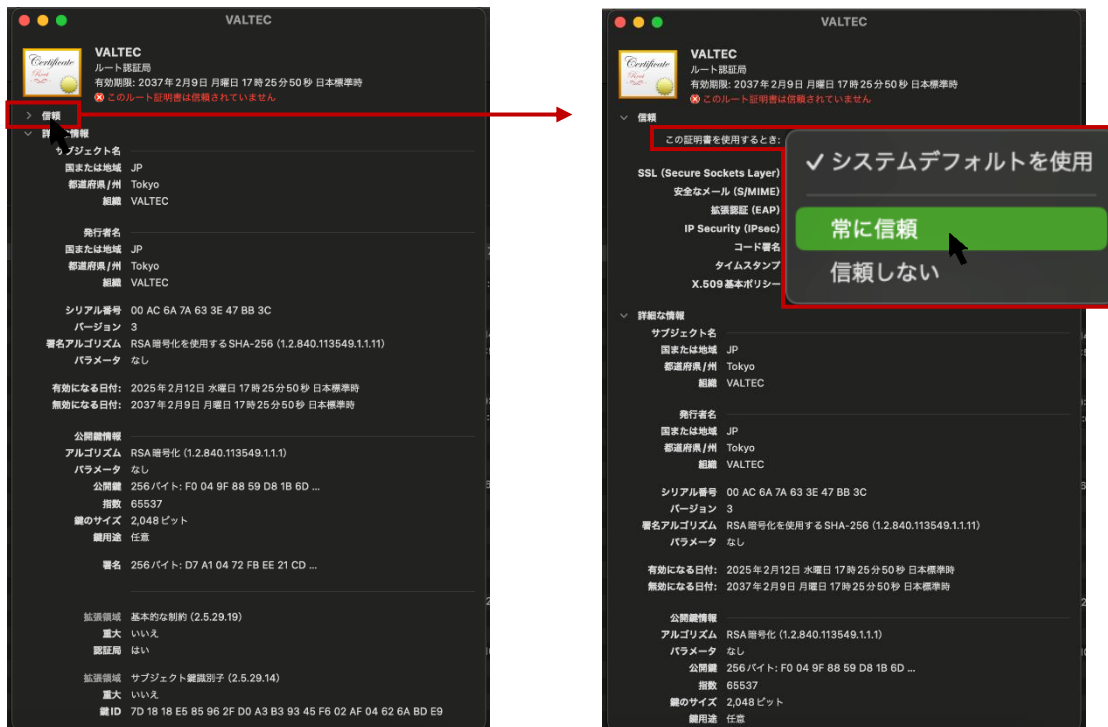 VALTEC
Certificate
Root
VALTEC
ルート認証局
有効期限: 2037年2月9日 月曜日 17時25分50秒 日本標準時
このルート証明書は信頼されていません
信頼
詳細な情報
サブジェクト名
国または地域 JP
都道府県/州 Tokyo
組織 VALTEC
発行者名
国または地域 JP
都道府県/州 Tokyo
組織 VALTEC
シリアル番号 00 AC 6A 7A 63 3E 47 BB 3C
バージョン 3
署名アルゴリズム RSA暗号化を使用するSHA-256 (1.2.840.113549.1.1.11)
パラメータ なし
有効になる日付: 2025年2月12日 水曜日 17時25分50秒 日本標準時
無効になる日付: 2037年2月9日 月曜日 17時25分50秒 日本標準時
公開鍵情報
アルゴリズム RSA暗号化 (1.2.840.113549.1.1.1)
パラメータ なし
公開鍵 256バイト: F0 04 9F 88 59 D8 1B 6D ...
指数 65537
鍵のサイズ 2,048ビット
鍵用途 任意
署名 256バイト: D7 A1 04 72 FB EE 21 CD ...
拡張領域 基本的な制約 (2.5.29.19)
重大 いいえ
認証局 はい
拡張領域 サブジェクト鍵識別子 (2.5.29.14)
重大 いいえ
鍵ID 7D 18 18 E5 85 96 2F D0 A3 B3 93 45 F6 02 AF 04 62 6A BD E9
VALTEC
Certificate
Root
VALTEC
ルート認証局
有効期限: 2037年2月9日 月曜日 17時25分50秒 日本標準時
このルート証明書は信頼されていません
信頼
この証明書を使用するとき:
✓ システムデフォルトを使用
常に信頼
信頼しない
SSL (Secure Sockets Layer)
安全なメール (S/MIME)
拡張認証 (EAP)
IP Security (IPsec)
コード署名
タイムスタンプ
X.509基本ポリシー
詳細な情報
サブジェクト名
国または地域 JP
都道府県/州 Tokyo
組織 VALTEC
発行者名
国または地域 JP
都道府県/州 Tokyo
組織 VALTEC
シリアル番号 00 AC 6A 7A 63 3E 47 BB 3C
バージョン 3
署名アルゴリズム RSA暗号化を使用するSHA-256 (1.2.840.113549.1.1.11)
パラメータ なし
有効になる日付: 2025年2月12日 水曜日 17時25分50秒 日本標準時
無効になる日付: 2037年2月9日 月曜日 17時25分50秒 日本標準時
公開鍵情報
アルゴリズム RSA暗号化 (1.2.840.113549.1.1.1)
パラメータ なし
公開鍵 256バイト: F0 04 9F 88 59 D8 1B 6D ...
指数 65537
鍵のサイズ 2,048ビット
鍵用途 任意